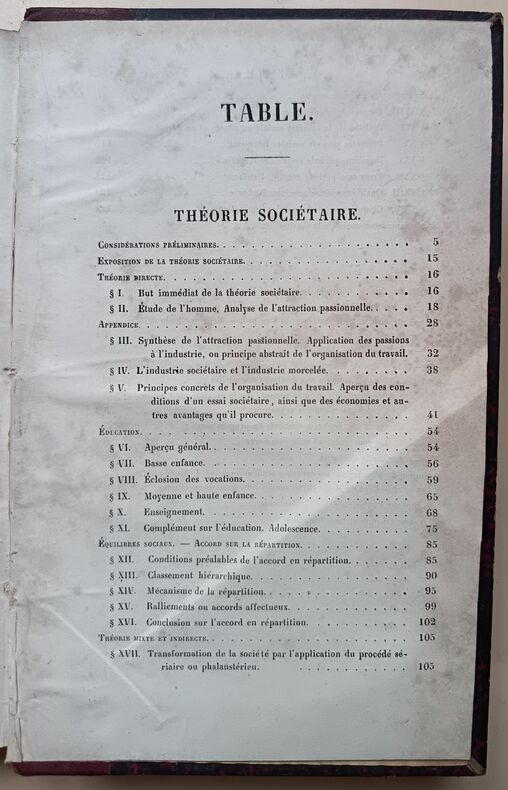 TABLE.
THÉORIE SOCIÉTAIRE.
CONSIDÉRATIONS PRÉLIMINAIRES. 5
EXPOSITION DE LA THÉORIE SOCIÉTAIRE. 15
THÉORIE DIRECTE. 16
§ I. But immédiat de la théorie sociétaire. 16
§ II. Étude de l'homme, Analyse de l'attraction passionnelle. 18
APPENDICE. 28
§ III. Synthèse de l'attraction passionnelle. Application des passions
à l'industrie, ou principe abstrait de l'organisation du travail. 32
§ IV. L'industrie sociétaire et l'industrie morcelée. 38
§ V. Principes concrets de l'organisation du travail. Aperçu des con-
ditions d'un essai sociétaire, ainsi que des économies et au-
tres avantages qu'il procure. 41
ÉDUCATION. 54
§ VI. Aperçu général. 54
§ VII. Basse enfance. 56
§ VIII. Éclosion des vocations. 59
§ IX. Moyenne et haute enfance. 65
§ X. Enseignement. 68
§ XI. Complément sur l'éducation. Adolescence. 75
ÉQUILIBRES SOCIAUX. — ACCORD SUR LA RÉPARTITION. 85
§ XII. Conditions préalables de l'accord en répartition. 85
§ XIII. Classement hiérarchique. 90
§ XIV. Mécanisme de la répartition. 95
§ XV. Ralliements ou accords affectueux. 99
§ XVI. Conclusion sur l'accord en répartition. 102
THÉORIE MIXTE ET INDIRECTE. 105
§ XVII. Transformation de la société par l'application du procédé sé-
riaire ou phalanstérien. 105